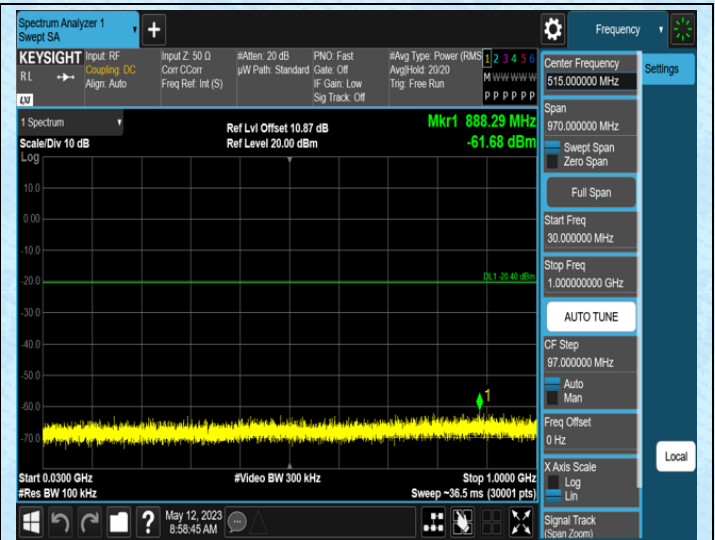 Spectrum Analyzer 1
Swept SA
+
Frequency
KEYSIGHT
RL
LXI
Input: RF
Coupling: DC
Align: Auto
Input Z: 50 Ω
Corr CCorr
Freq Ref: Int (S)
#Atten: 20 dB
µW Path: Standard
PNO: Fast
Gate: Off
IF Gain: Low
Sig Track: Off
#Avg Type: Power (RMS
Avg|Hold: 20/20
Trig: Free Run
1 2 3 4 5 6
M W W W W W
P P P P P P
1 Spectrum
Scale/Div 10 dB
Log
Ref Lvl Offset 10.87 dB
Ref Level 20.00 dBm
Mkr1 888.29 MHz
-61.68 dBm
10.0
0.00
-10.0
-20.0
-30.0
-40.0
-50.0
-60.0
-70.0
DL1 -20.40 dBm
1
Start 0.0300 GHz
#Res BW 100 kHz
#Video BW 300 kHz
Stop 1.0000 GHz
Sweep ~36.5 ms (30001 pts)
?
May 12, 2023
8:58:45 AM
Center Frequency
515.000000 MHz
Settings
Span
970.000000 MHz
Swept Span
Zero Span
Full Span
Start Freq
30.000000 MHz
Stop Freq
1.000000000 GHz
AUTO TUNE
CF Step
97.000000 MHz
Auto
Man
Freq Offset
0 Hz
X Axis Scale
Log
Lin
Local
Signal Track
(Span Zoom)